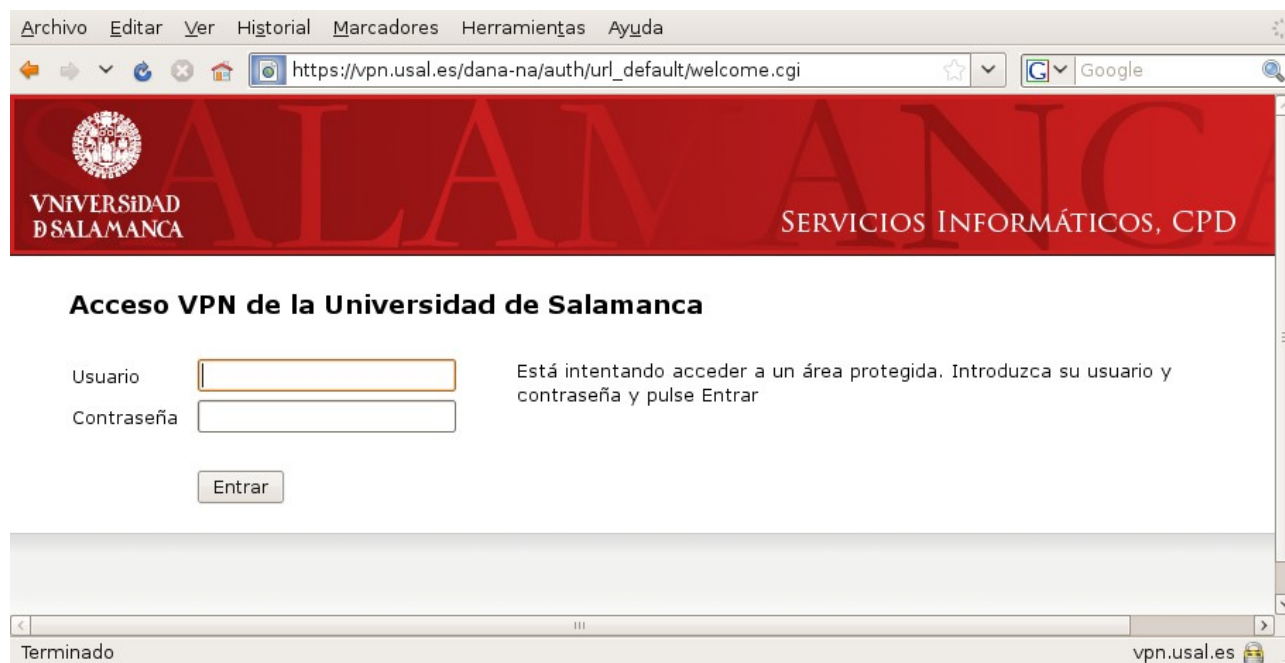 Archivo Editar Ver Historial Marcadores Herramientas Ayuda
https://vpn.usal.es/dana-na/auth/url_default/welcome.cgi
G Google
SALAMANCA
VNiVERSiDAD
D SALAMANCA
SERVICIOS INFORMÁTICOS, CPD
Acceso VPN de la Universidad de Salamanca
Usuario
Está intentando acceder a un área protegida. Introduzca su usuario y
contraseña y pulse Entrar
Contraseña
Entrar
Terminado
vpn.usal.es